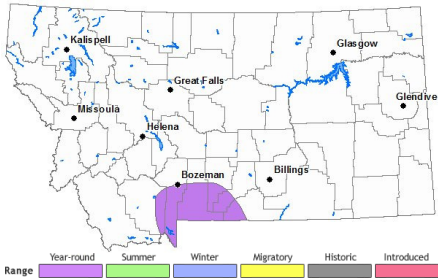 Kalispell
Glasgow
Great Falls
Glendive
Missoula
Helena
Bozeman
Billings
Range Year-round Summer Winter Migratory Historic Introduced